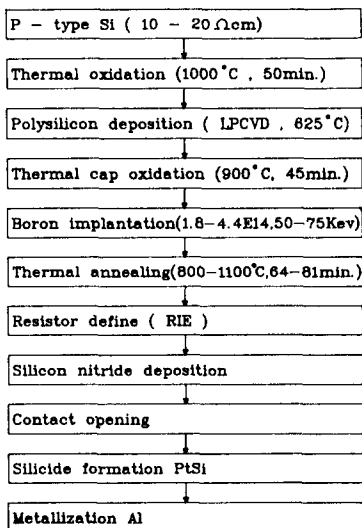 P - type Si ( 10 - 20 Ωcm)
Thermal oxidation (1000°C , 50min.)
Polysilicon deposition ( LPCVD , 625°C)
Thermal cap oxidation (900°C, 45min.)
Boron implantation(1.8-4.4E14,50-75Kev)
Thermal annealing(800-1100°C,64-81min.)
Resistor define ( RIE )
Silicon nitride deposition
Contact opening
Silicide formation PtSi
Metallization Al